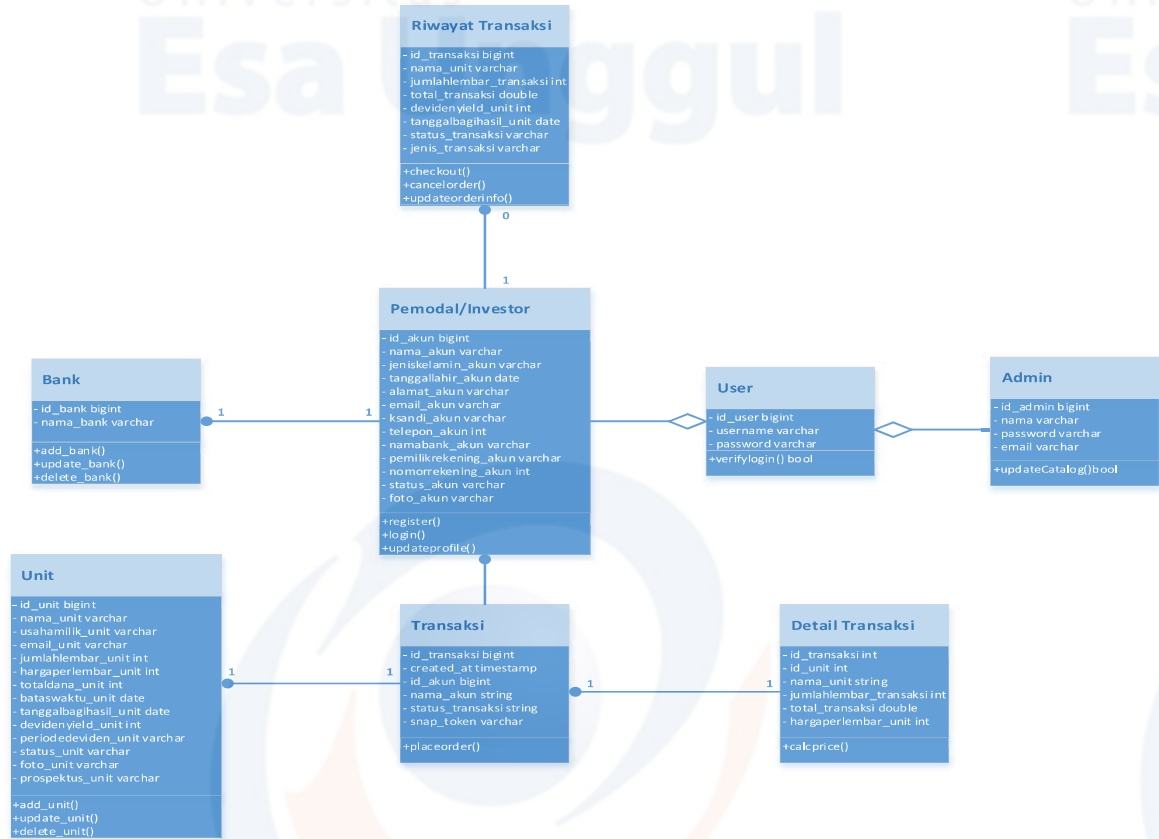 Esa Unggul
Es
Riwayat Transaksi
- id_transaksi bigint
- nama_unit varchar
- jumlahlembar_transaksi int
- total_transaksi double
- devidenyield_unit int
- tanggalbagihasil_unit date
- status_transaksi varchar
- jenis_transaksi varchar
+checkout()
+cancelorder()
+updateorderinfo()
0
1
Pemodal/Investor
- id_akun bigint
- nama_akun varchar
- jeniskelamin_akun varchar
- tanggallahir_akun date
- alamat_akun varchar
- email_akun varchar
- ksandi_akun varchar
- telepon_akun int
- namabank_akun varchar
- pemilikrekening_akun varchar
- nomorrekening_akun int
- status_akun varchar
- foto_akun varchar
+register()
+login()
+updateprofile()
Bank
- id_bank bigint
- nama_bank varchar
+add_bank()
+update_bank()
+delete_bank()
1
1
User
- id_user bigint
- username varchar
- password varchar
+verifylogin() bool
Admin
- id_admin bigint
- nama varchar
- password varchar
- email varchar
+updateCatalog()bool
Unit
- id_unit bigint
- nama_unit varchar
- usahamilik_unit varchar
- email_unit varchar
- jumlahlembar_unit int
- hargaperlembar_unit int
- totaldana_unit int
- bataswaktu_unit date
- tanggalbagihasil_unit date
- devidenyield_unit int
- periodedeviden_unit varchar
- status_unit varchar
- foto_unit varchar
- prospektus_unit varchar
+add_unit()
+update_unit()
+delete_unit()
1
1
Transaksi
- id_transaksi bigint
- created_at timestamp
- id_akun bigint
- nama_akun string
- status_transaksi string
- snap_token varchar
+placeorder()
1
1
Detail Transaksi
- id_transaksi int
- id_unit int
- nama_unit string
- jumlahlembar_transaksi int
- total_transaksi double
- hargaperlembar_unit int
+calcprice()